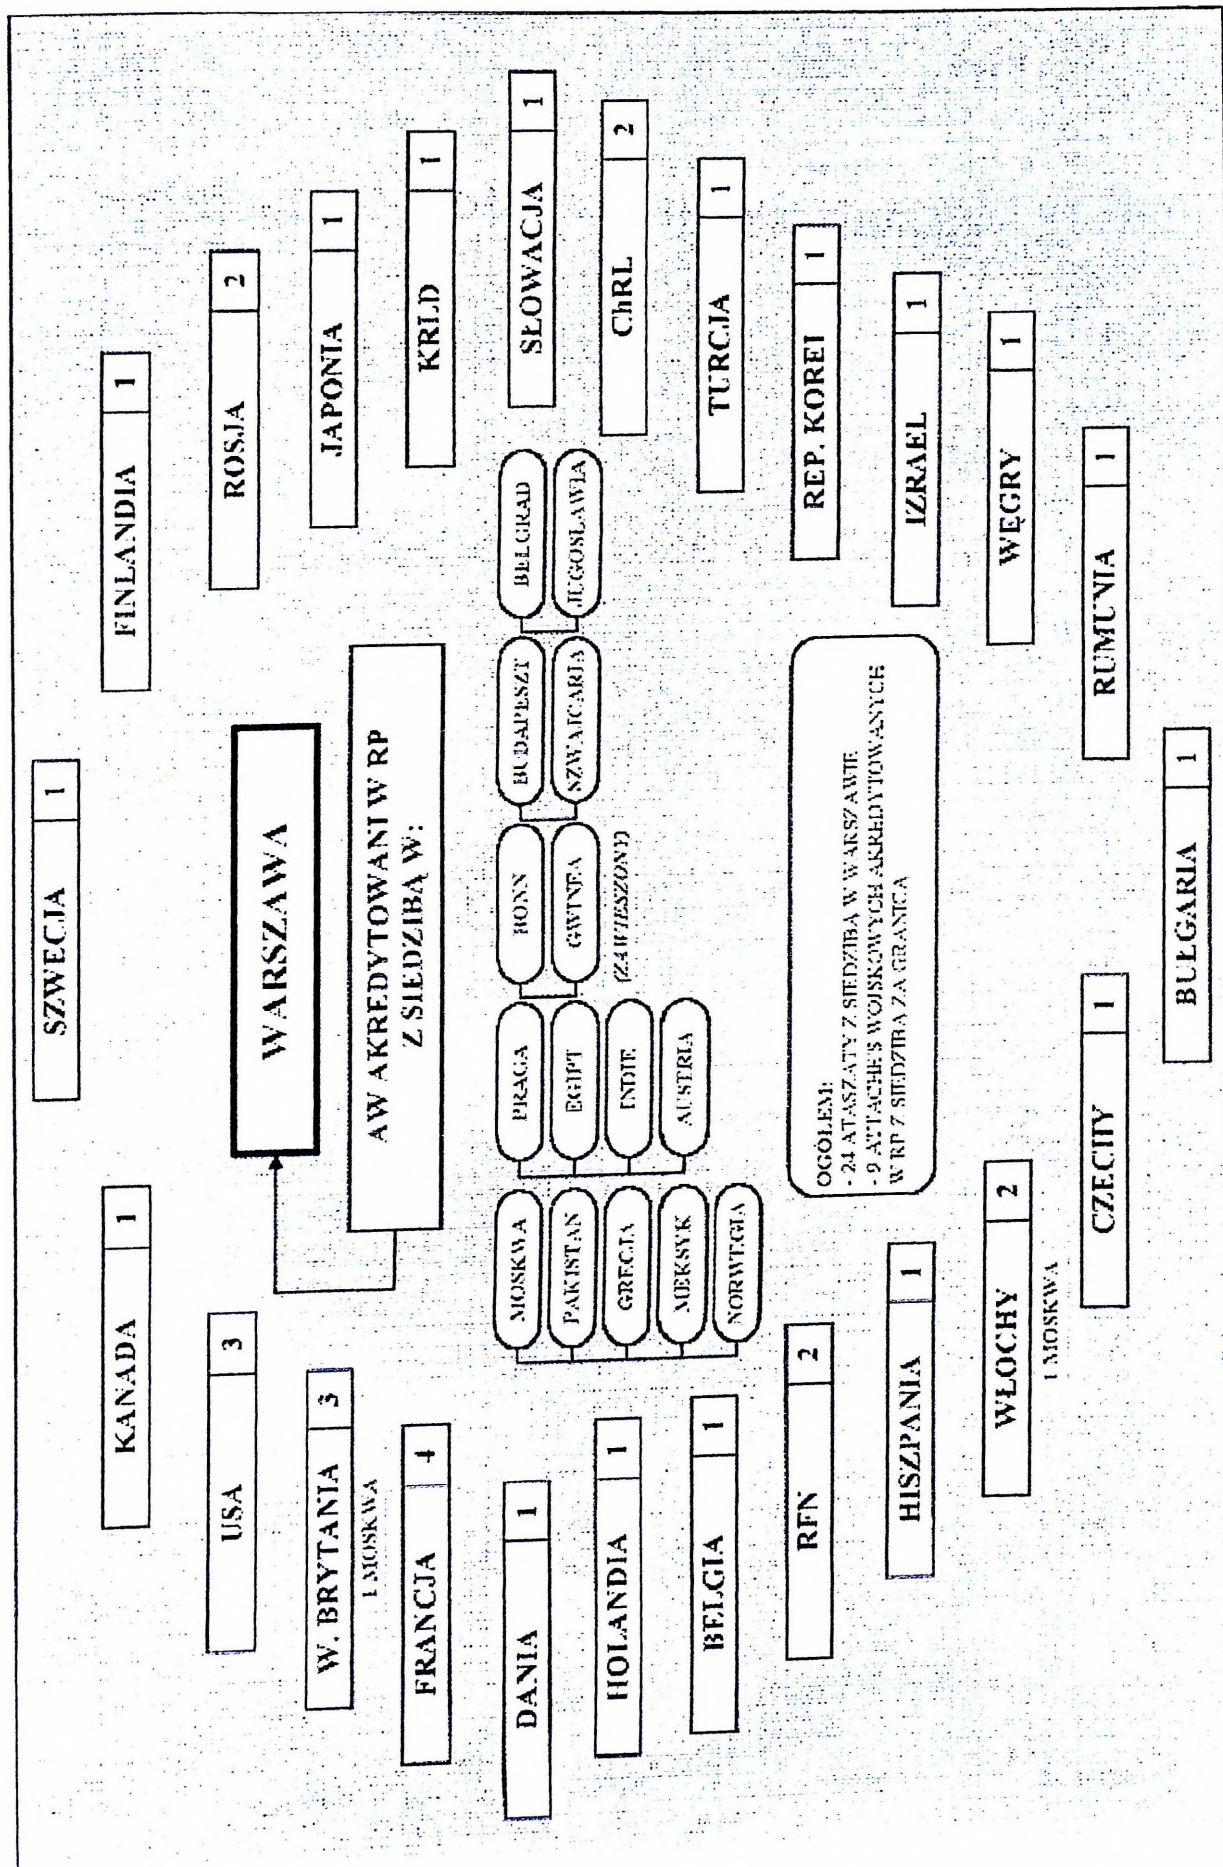 SZWECJA 1
KANADA 1
FINLANDIA 1
USA 3
ROSJA 2
WARSZAWA
W. BRYTANIA 3
1 MOSKWA
JAPONIA 1
AW AKREDYTOWANI W RP
Z SIEDZIBĄ W:
FRANCJA 4
KRLD 1
DANIA 1
SŁOWACJA 1
MOSKWA
PAKISTAN
GRECJA
MEKSYK
NORWEGIA
PRAGA
EGIPT
INDIE
AUSTRIA
BONN
GWINEA
(ZAWIESZONY)
BUDAPESZT
SZWAJCARIA
BELGRAD
JUGOSŁAWIA
HOLANDIA 1
ChRL 2
BELGIA 1
TURCJA 1
RFN 2
REP. KOREI 1
OGÓŁEM:
- 24 ATASZATY Z SIEDZIBĄ W WARSZAWIE
- 9 ATTACHES WOJSKOWYCH AKREDYTOWANYCH
W RP Z SIEDZIBĄ ZA GRANICĄ
HISZPANIA 1
IZRAEL 1
WŁOCHY 2
1 MOSKWA
WĘGRY 1
CZECHY 1
RUMUNIA 1
BUŁGARIA 1